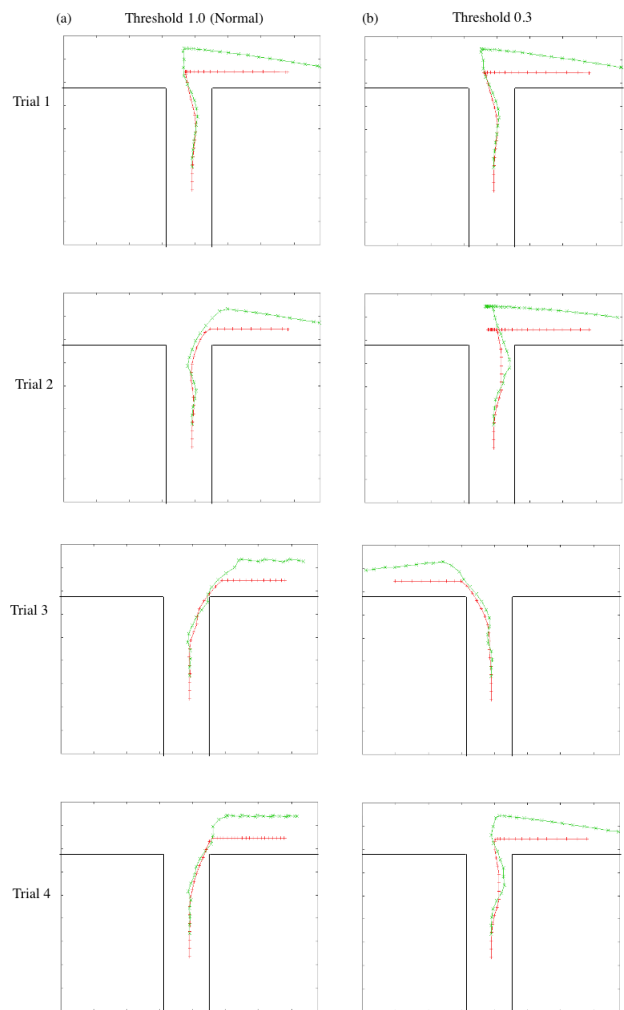 (a) Threshold 1.0 (Normal) (b) Threshold 0.3
Trial 1
Trial 2
Trial 3
Trial 4